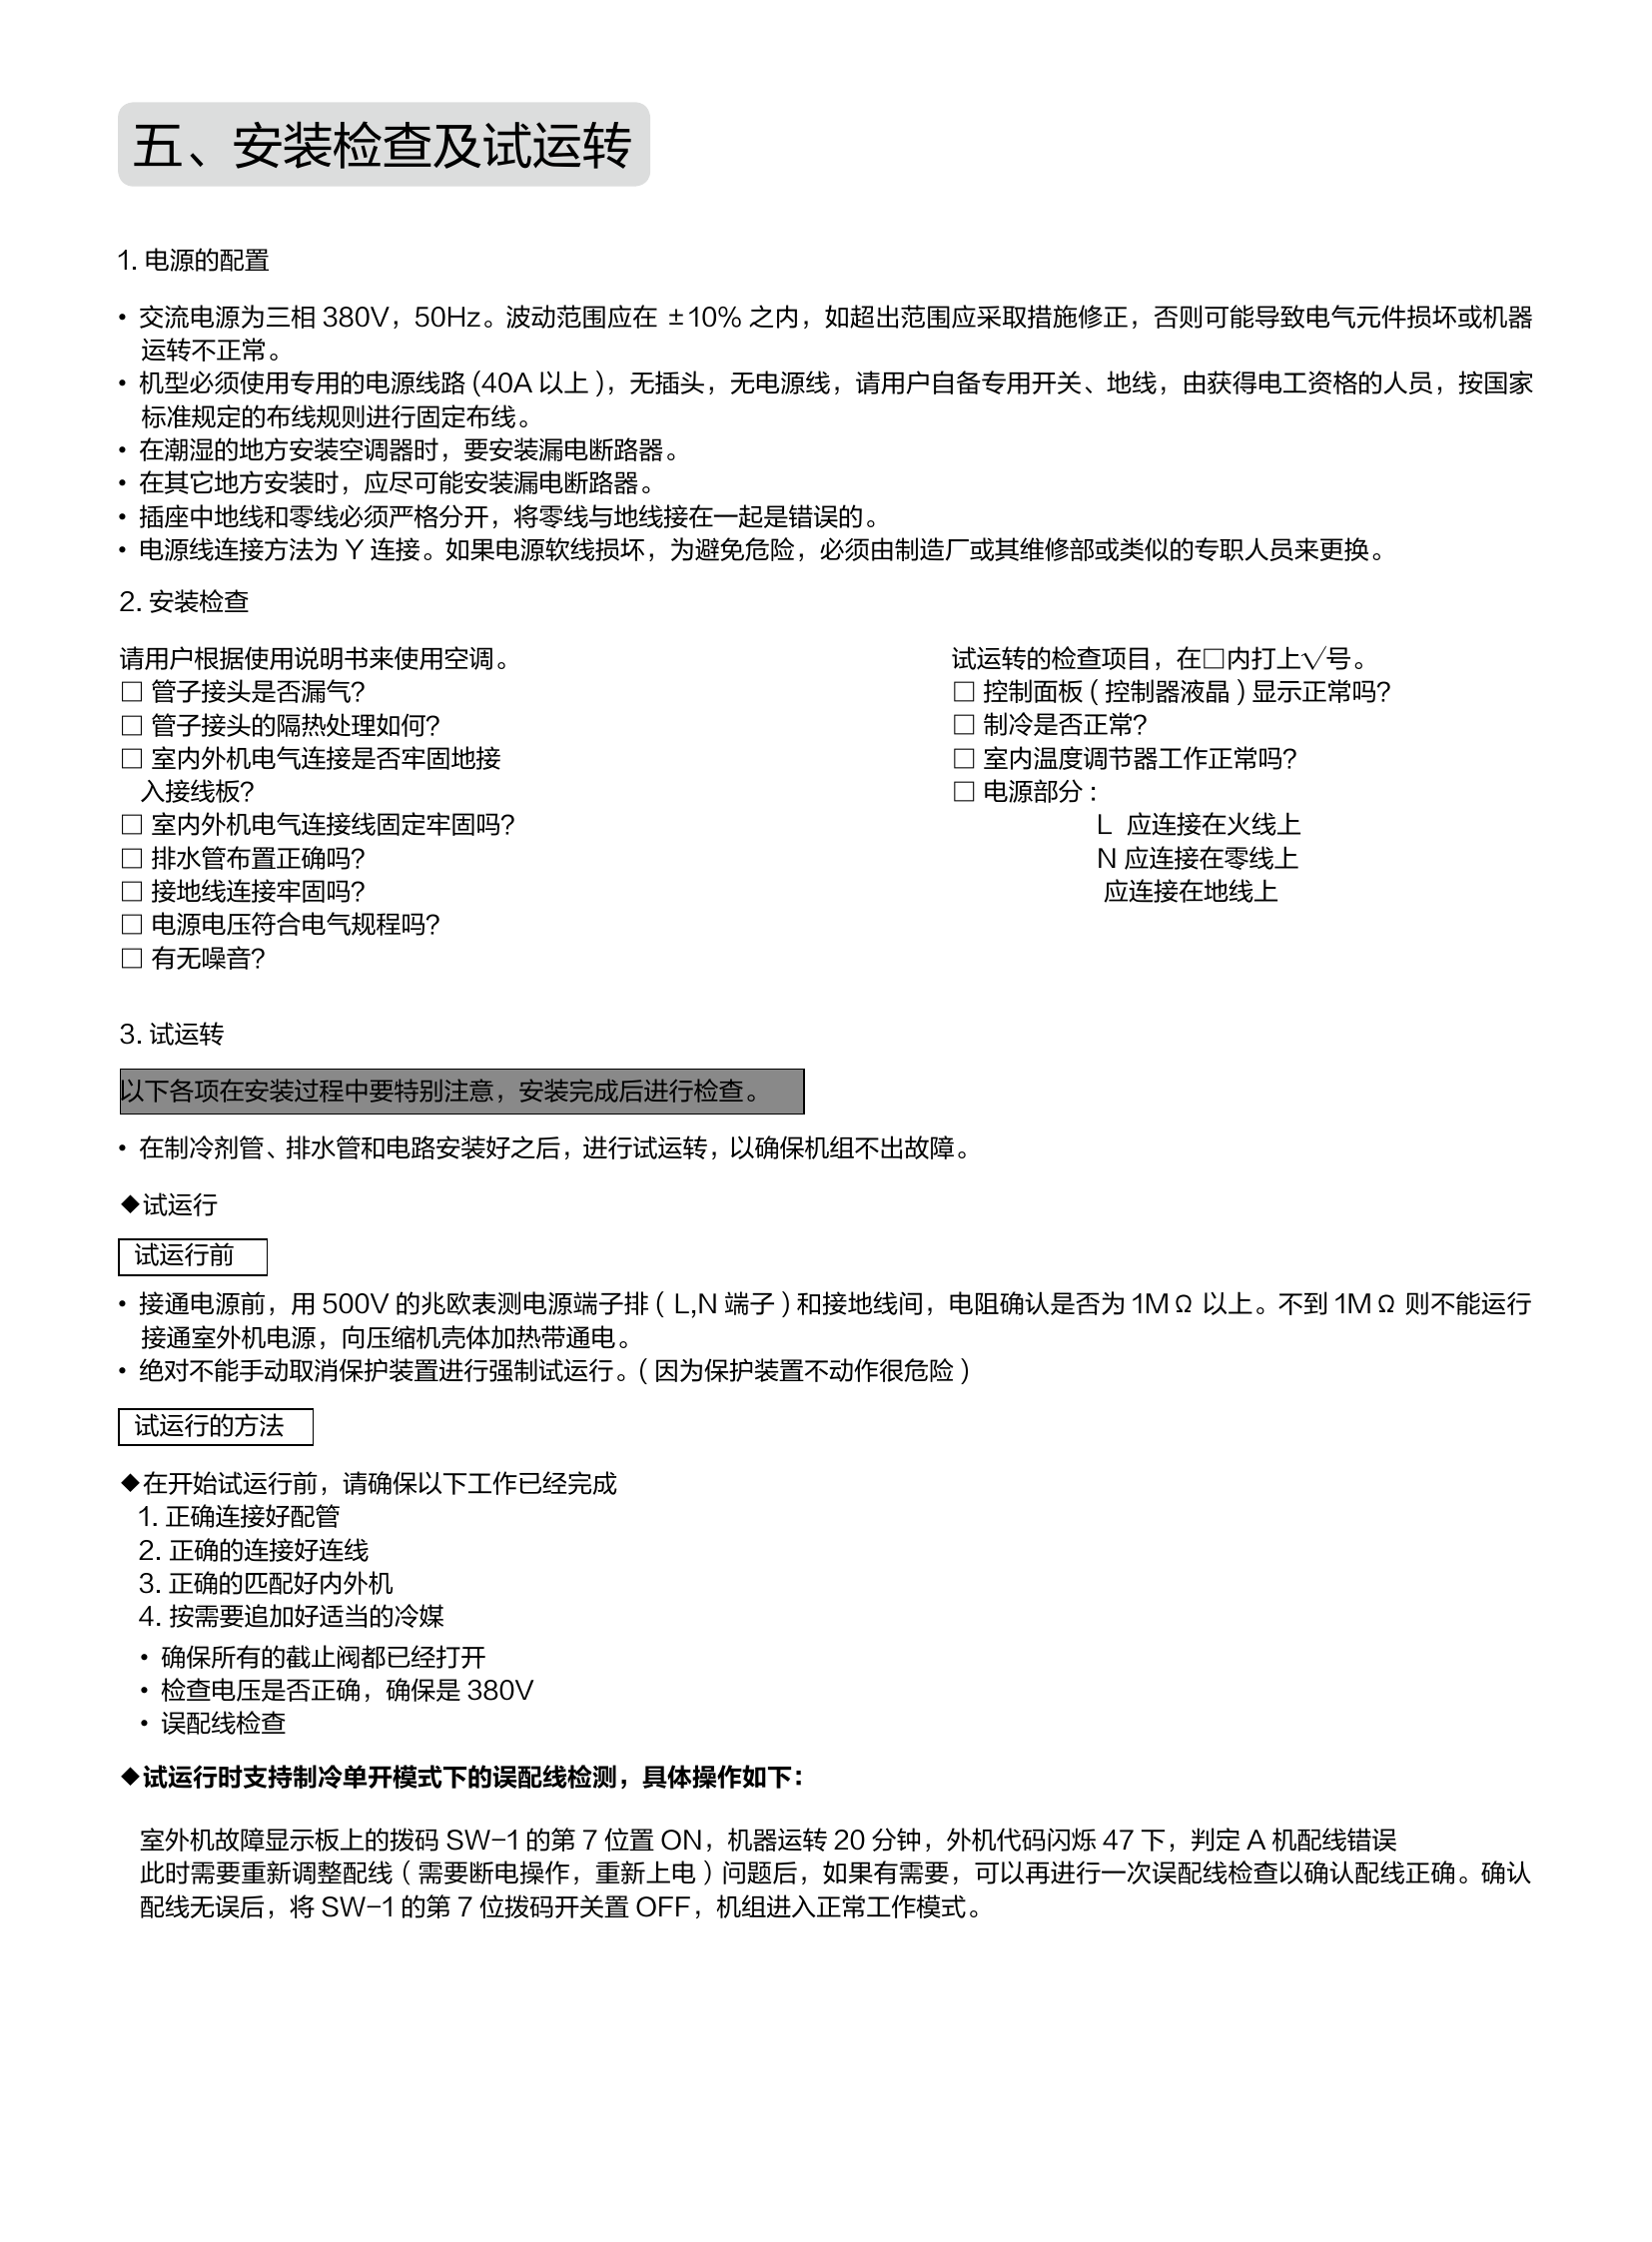 五、安装检查及试运转
1. 电源的配置
• 交流电源为三相 380V，50Hz。波动范围应在 ±10% 之内，如超出范围应采取措施修正，否则可能导致电气元件损坏或机器
运转不正常。
• 机型必须使用专用的电源线路 (40A 以上 )，无插头，无电源线，请用户自备专用开关、地线，由获得电工资格的人员，按国家
标准规定的布线规则进行固定布线。
• 在潮湿的地方安装空调器时，要安装漏电断路器。
• 在其它地方安装时，应尽可能安装漏电断路器。
• 插座中地线和零线必须严格分开，将零线与地线接在一起是错误的。
• 电源线连接方法为 Y 连接。如果电源软线损坏，为避免危险，必须由制造厂或其维修部或类似的专职人员来更换。
2. 安装检查
请用户根据使用说明书来使用空调。
□ 管子接头是否漏气?
□ 管子接头的隔热处理如何?
□ 室内外机电气连接是否牢固地接
入接线板?
□ 室内外机电气连接线固定牢固吗?
□ 排水管布置正确吗?
□ 接地线连接牢固吗?
□ 电源电压符合电气规程吗?
□ 有无噪音?
试运转的检查项目，在□内打上√号。
□ 控制面板 ( 控制器液晶 ) 显示正常吗?
□ 制冷是否正常?
□ 室内温度调节器工作正常吗?
□ 电源部分 :
L 应连接在火线上
N 应连接在零线上
应连接在地线上
3. 试运转
以下各项在安装过程中要特别注意，安装完成后进行检查。
• 在制冷剂管、排水管和电路安装好之后，进行试运转，以确保机组不出故障。
◆试运行
试运行前
• 接通电源前，用 500V 的兆欧表测电源端子排 ( L,N 端子 ) 和接地线间，电阻确认是否为 1MΩ 以上。不到 1MΩ 则不能运行
接通室外机电源，向压缩机壳体加热带通电。
• 绝对不能手动取消保护装置进行强制试运行。( 因为保护装置不动作很危险 )
试运行的方法
◆在开始试运行前，请确保以下工作已经完成
1. 正确连接好配管
2. 正确的连接好连线
3. 正确的匹配好内外机
4. 按需要追加好适当的冷媒
• 确保所有的截止阀都已经打开
• 检查电压是否正确，确保是 380V
• 误配线检查
◆试运行时支持制冷单开模式下的误配线检测，具体操作如下：
室外机故障显示板上的拨码 SW-1 的第 7 位置 ON，机器运转 20 分钟，外机代码闪烁 47 下，判定 A 机配线错误
此时需要重新调整配线 ( 需要断电操作，重新上电 ) 问题后，如果有需要，可以再进行一次误配线检查以确认配线正确。确认
配线无误后，将 SW-1 的第 7 位拨码开关置 OFF，机组进入正常工作模式。